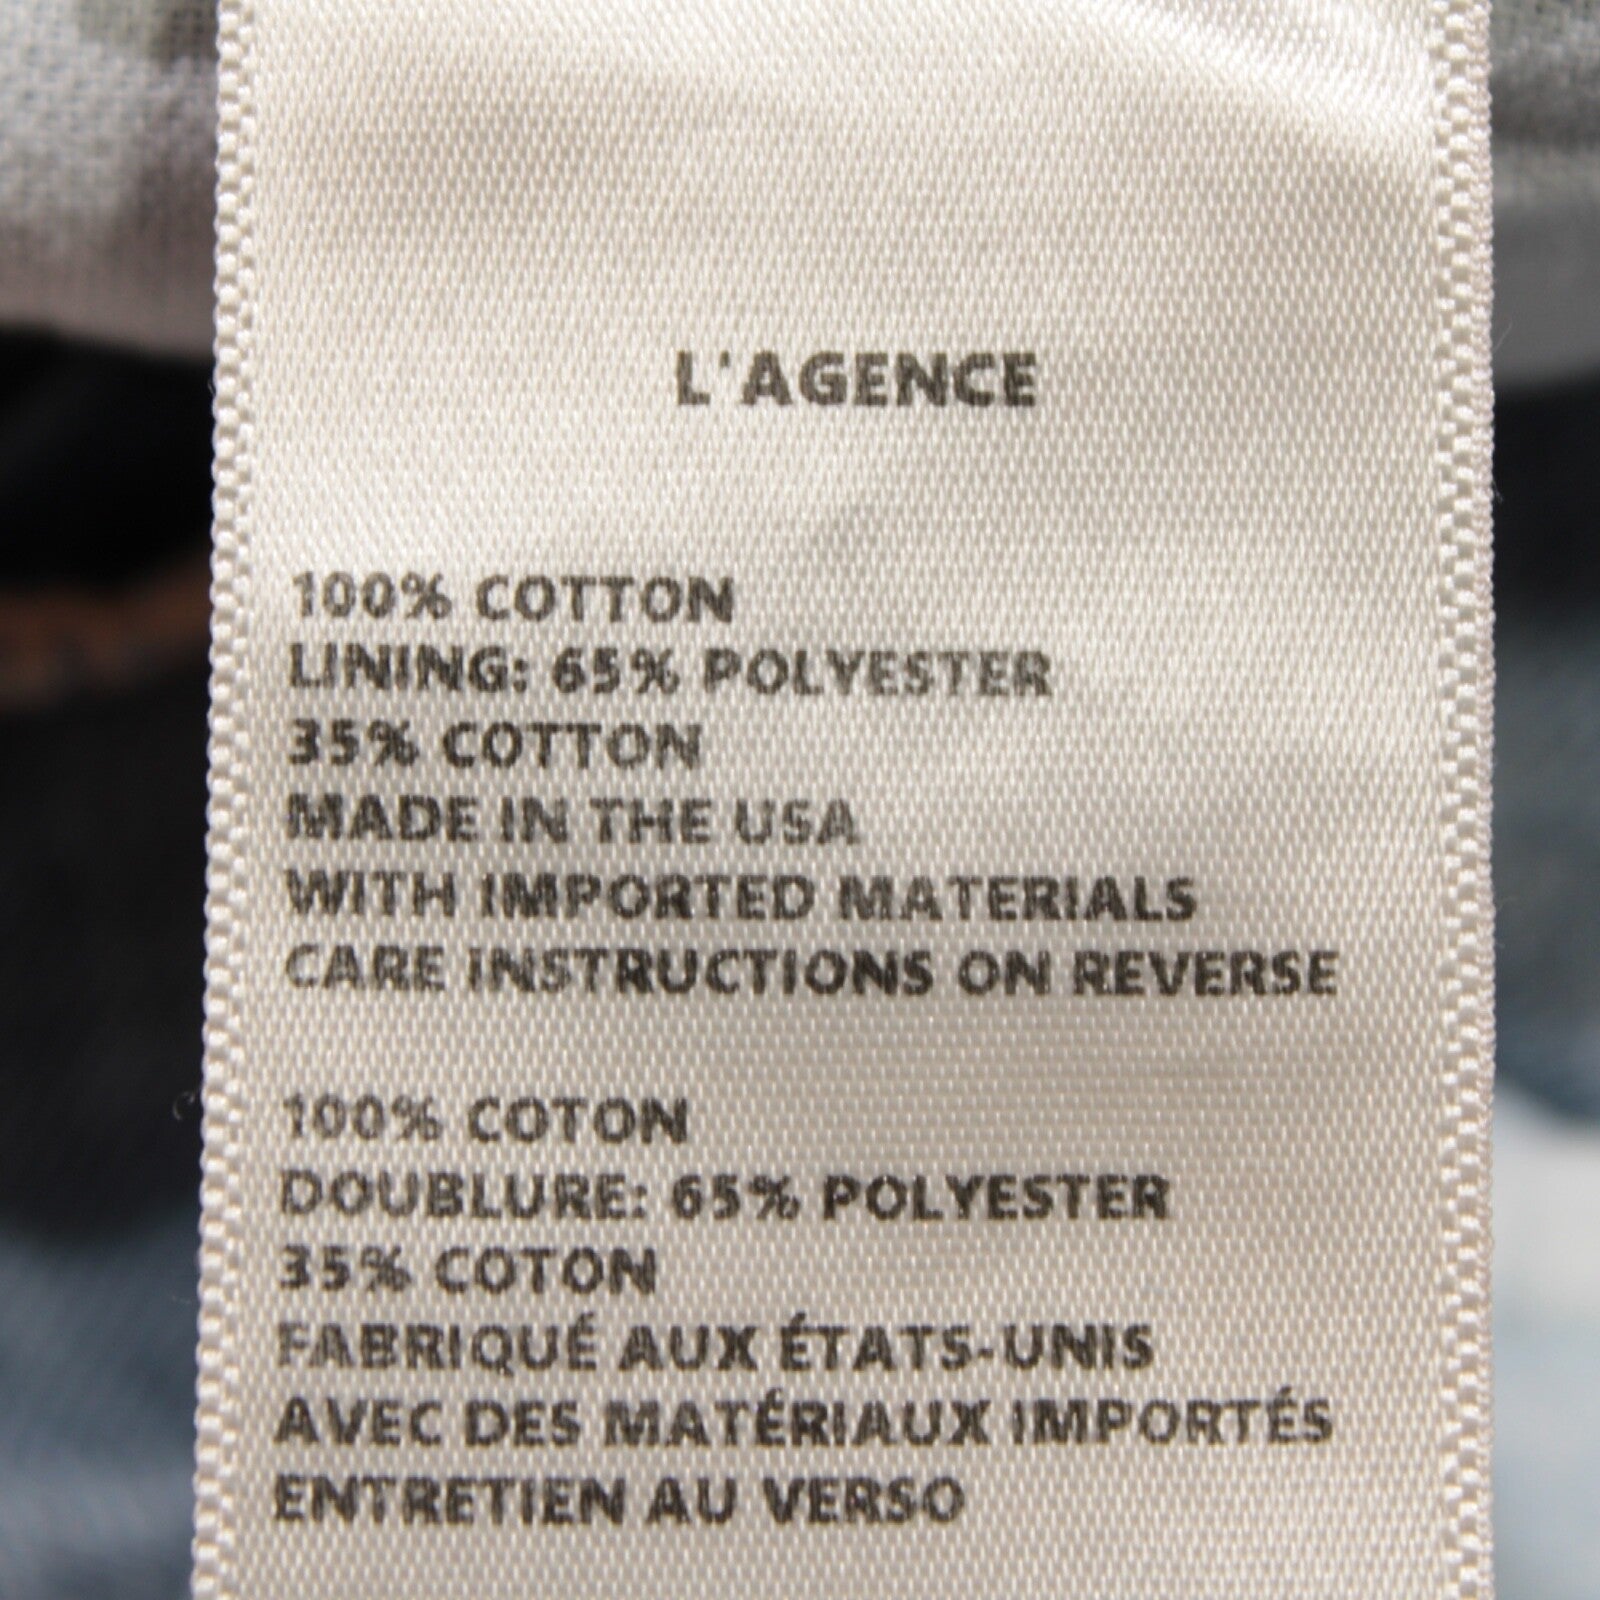 L'AGENCE
100% COTTON
LINING: 65% POLYESTER
35% COTTON
MADE IN THE USA
WITH IMPORTED MATERIALS
CARE INSTRUCTIONS ON REVERSE
100% COTON
DOUBLURE: 65% POLYESTER
35% COTON
FABRIQUÉ AUX ÉTATS-UNIS
AVEC DES MATÉRIAUX IMPORTÉS
ENTRETIEN AU VERSO